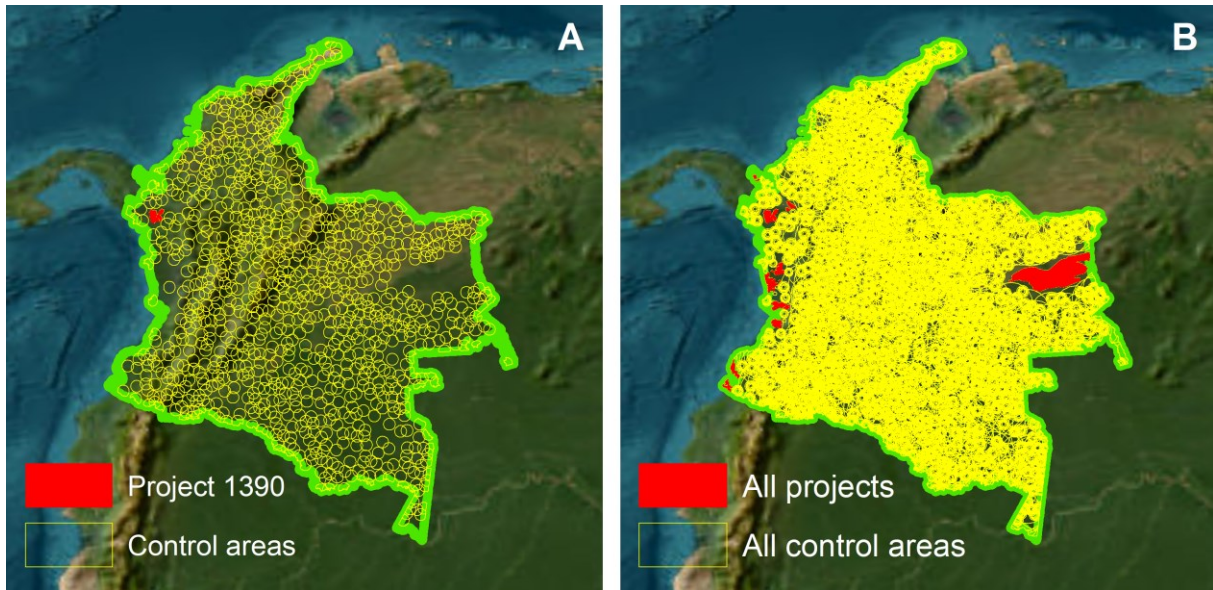 A
Project 1390
Control areas
B
All projects
All control areas